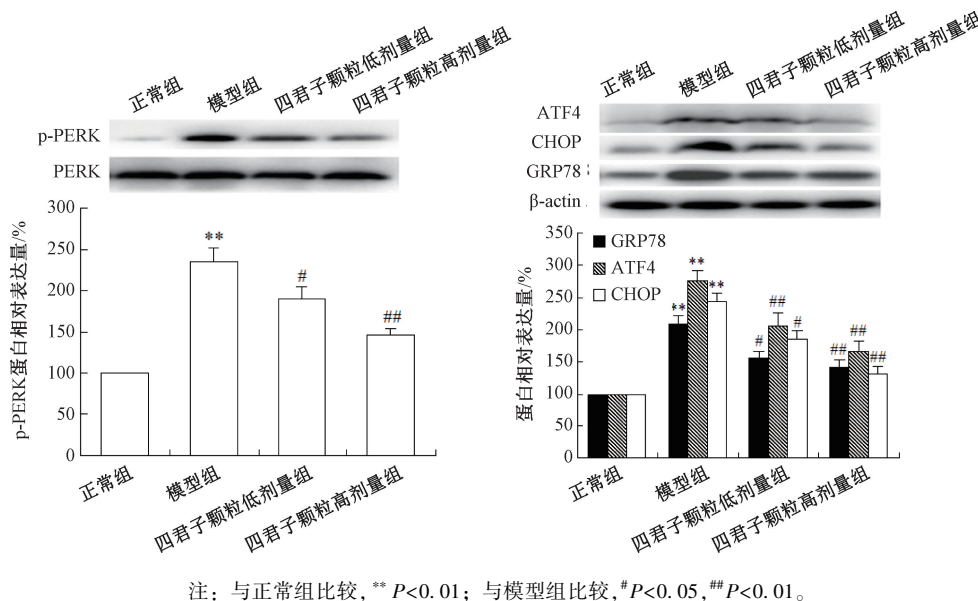 正常组
模型组
四君子颗粒低剂量组
四君子颗粒高剂量组
p-PERK
PERK
300
250
200
150
100
50
0
p-PERK蛋白相对表达量/%
**
#
##
正常组
模型组
四君子颗粒低剂量组
四君子颗粒高剂量组
正常组
模型组
四君子颗粒低剂量组
四君子颗粒高剂量组
ATF4
CHOP
GRP78
β-actin
350
300
250
200
150
100
50
0
蛋白相对表达量/%
GRP78
ATF4
CHOP
**
**
**
#
##
#
##
##
##
正常组
模型组
四君子颗粒低剂量组
四君子颗粒高剂量组
注：与正常组比较，**P<0.01；与模型组比较，#P<0.05，##P<0.01。